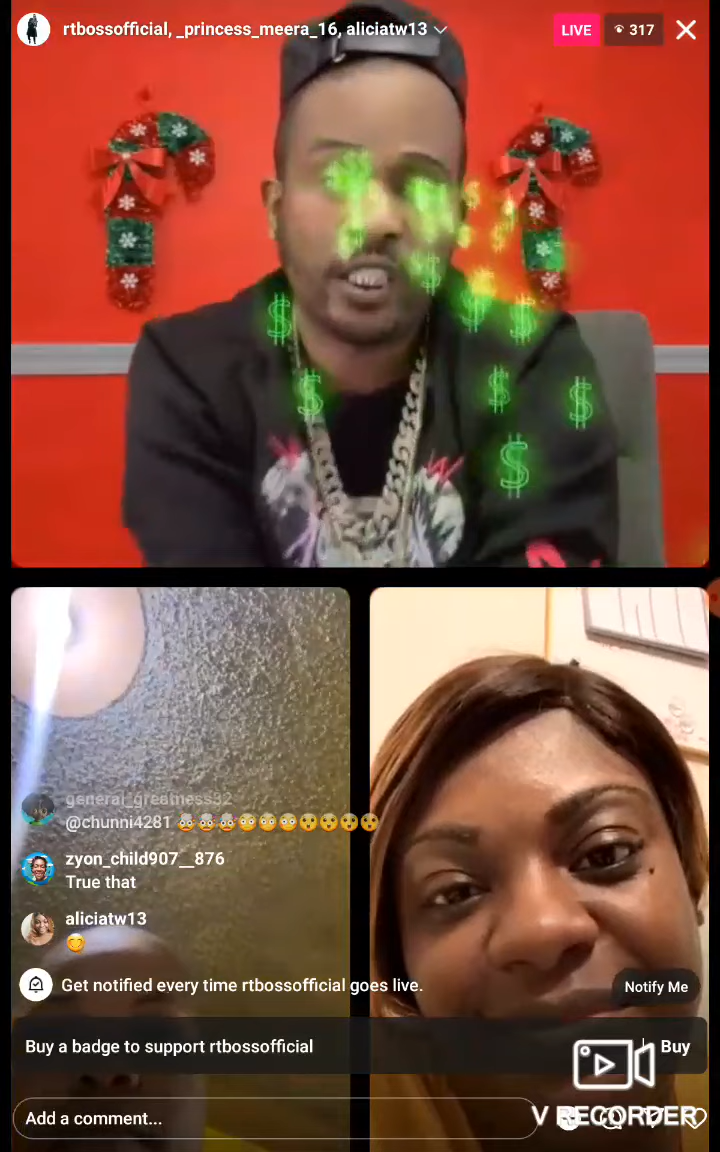 rtbossofficial, _princess_meera_16, aliciatw13
LIVE
317
general_greatness32
@chunni4281 🤯🤯🤯😳😳😳😲😲😲😲
zyon_child907__876
True that
aliciatw13
😋
Get notified every time rtbossofficial goes live.
Notify Me
Buy a badge to support rtbossofficial
Buy
Add a comment...
V RECORDER